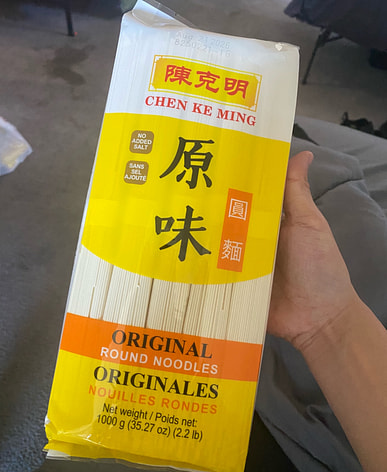 陳克明
CHEN KE MING
NO
ADDED
SALT
SANS
SEL
AJOUTÉ
原味
圓麵
ORIGINAL
ROUND NOODLES
ORIGINALES
NOUILLES RONDES
Net weight / Poids net:
1000 g (35.27 oz) (2.2 lb)